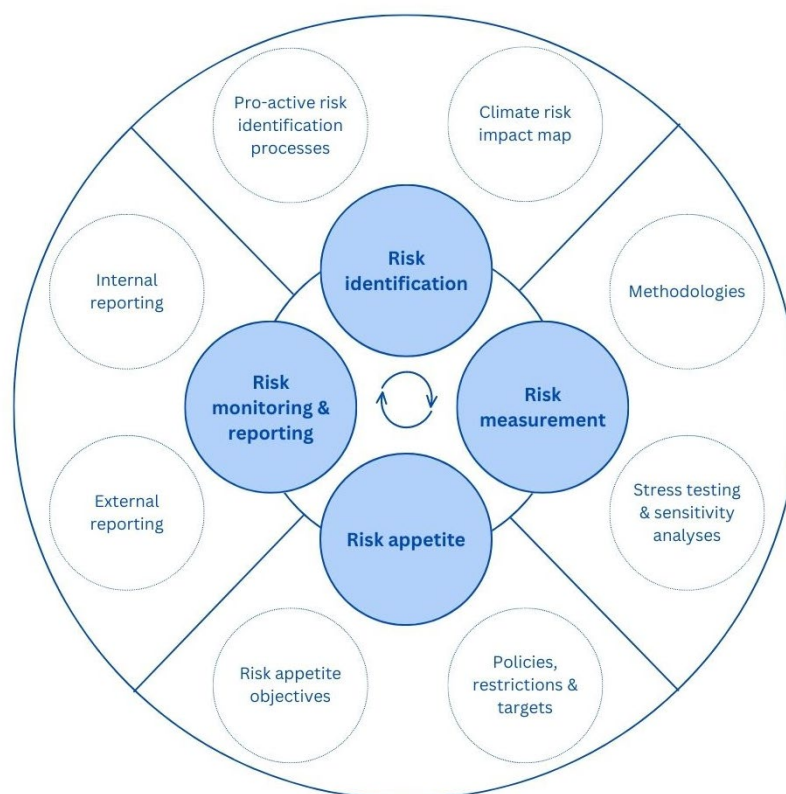 Pro-active risk
identification
processes
Climate risk
impact map
Risk
identification
Internal
reporting
Methodologies
Risk
monitoring &
reporting
Risk
measurement
External
reporting
Stress testing
& sensitivity
analyses
Risk appetite
Risk appetite
objectives
Policies,
restrictions &
targets